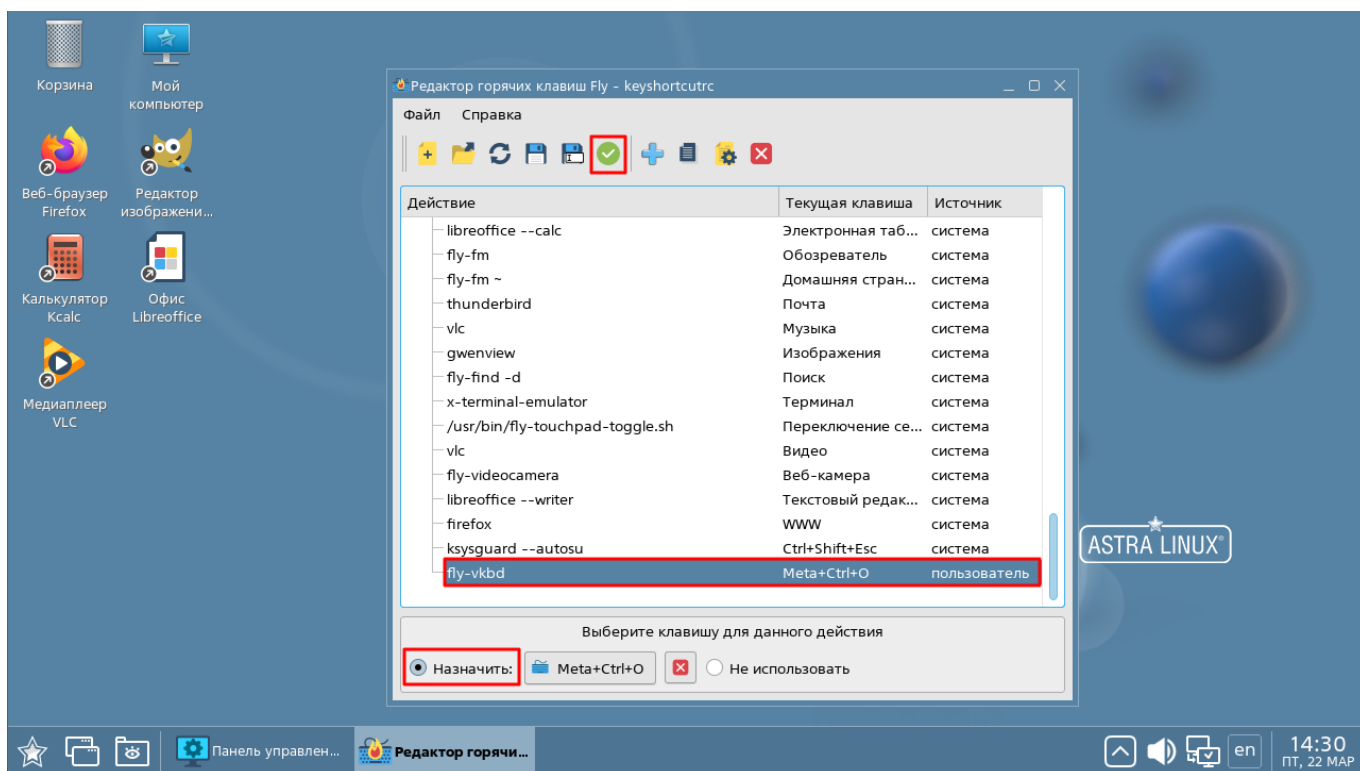 Корзина
Мой
компьютер
Веб-браузер
Firefox
Редактор
изображени...
Калькулятор
Kcalc
Офис
Libreoffice
Медиаплеер
VLC
Редактор горячих клавиш Fly - keyshortcutrc
Файл Справка
Действие Текущая клавиша Источник
libreoffice --calc Электронная таб... система
fly-fm Обозреватель система
fly-fm ~ Домашняя стран... система
thunderbird Почта система
vlc Музыка система
gwenview Изображения система
fly-find -d Поиск система
x-terminal-emulator Терминал система
/usr/bin/fly-touchpad-toggle.sh Переключение се... система
vlc Видео система
fly-videocamera Веб-камера система
libreoffice --writer Текстовый редак... система
firefox WWW система
ksysguard --autosu Ctrl+Shift+Esc система
fly-vkbd Meta+Ctrl+O пользователь
Выберите клавишу для данного действия
Назначить: Meta+Ctrl+O Не использовать
ASTRA LINUX®
Панель управлен... Редактор горячи... en 14:30
ПТ, 22 МАР